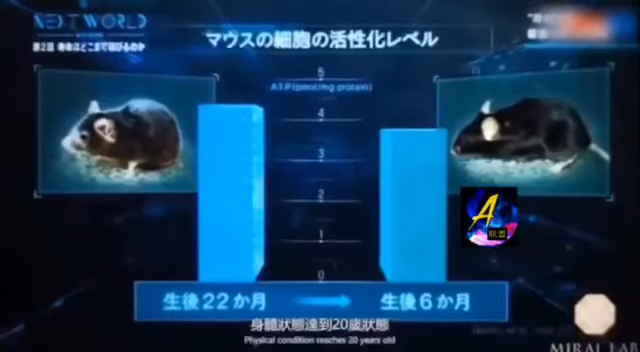 NEXT WORLD
第2回 寿命はどこまで延びるのか
マウスの細胞の活性化レベル
5
ATP(pmol/mg protein)
4
3
2
1
0
A
联盟
生後22か月
生後6か月
身體狀態達到20歲狀態
Physical condition reaches 20 years old
MIRAI LAB